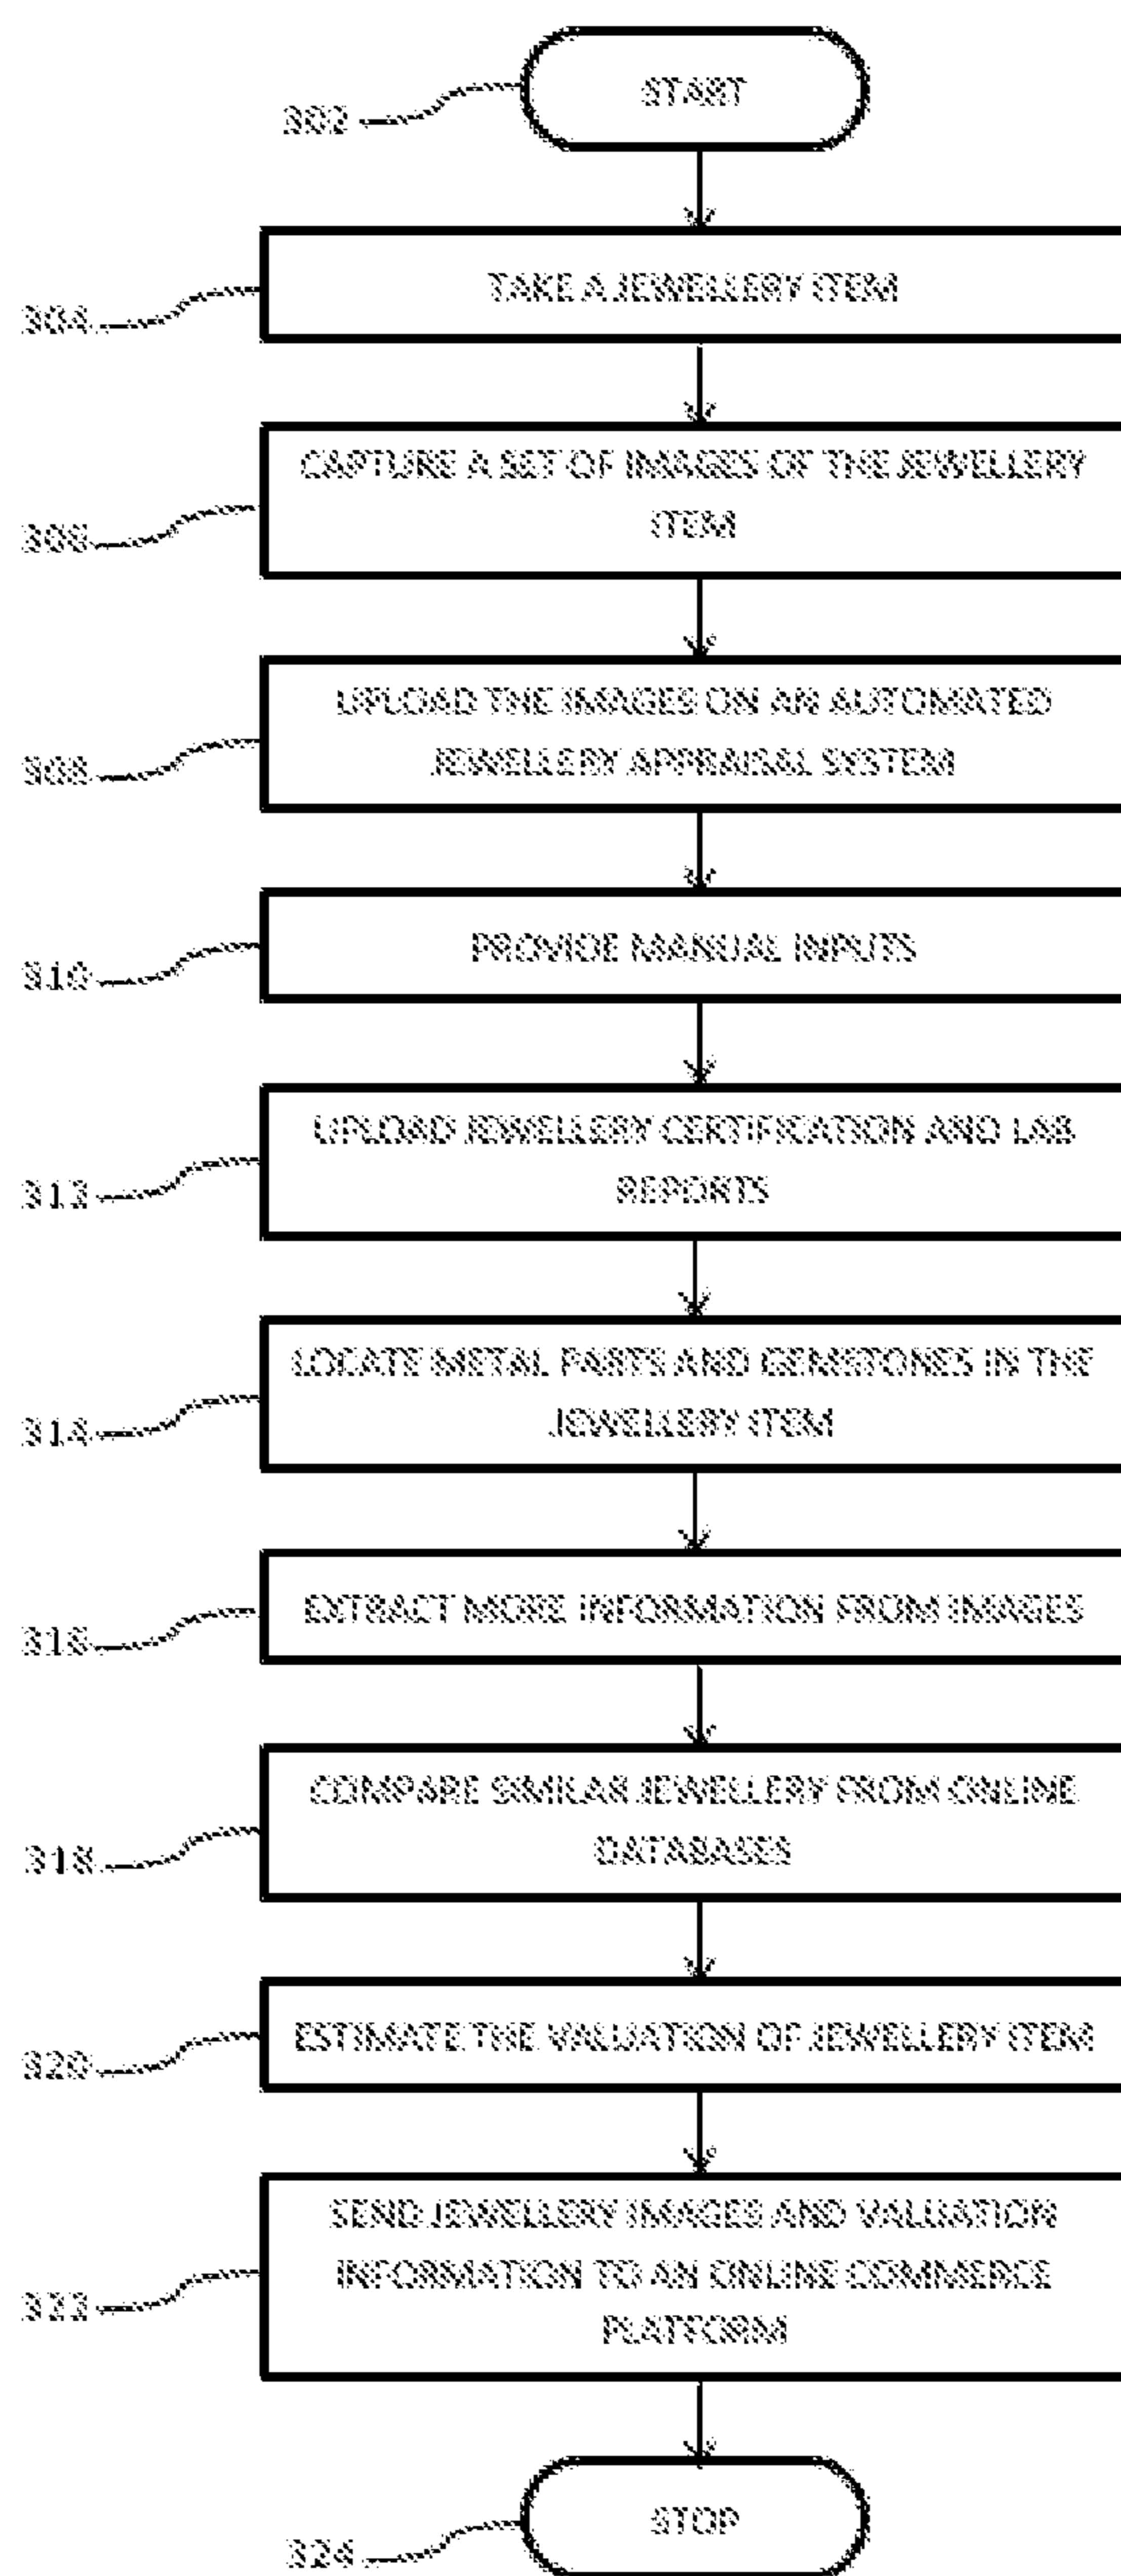 START
302
TAKE A JEWELLERY ITEM
304
CAPTURE A SET OF IMAGES OF THE JEWELLERY
ITEM
306
UPLOAD THE IMAGES ON AN AUTOMATED
JEWELLERY APPRAISAL SYSTEM
308
PROVIDE MANUAL INPUTS
310
UPLOAD JEWELLERY CERTIFICATION AND LAB
REPORTS
312
LOCATE METAL PARTS AND GEMSTONES IN THE
JEWELLERY ITEM
314
EXTRACT MORE INFORMATION FROM IMAGES
316
COMPARE SIMILAR JEWELLERY FROM ONLINE
DATABASES
318
ESTIMATE THE VALUATION OF JEWELLERY ITEM
320
SEND JEWELLERY IMAGES AND VALUATION
INFORMATION TO AN ONLINE COMMERCE
PLATFORM
322
STOP
324